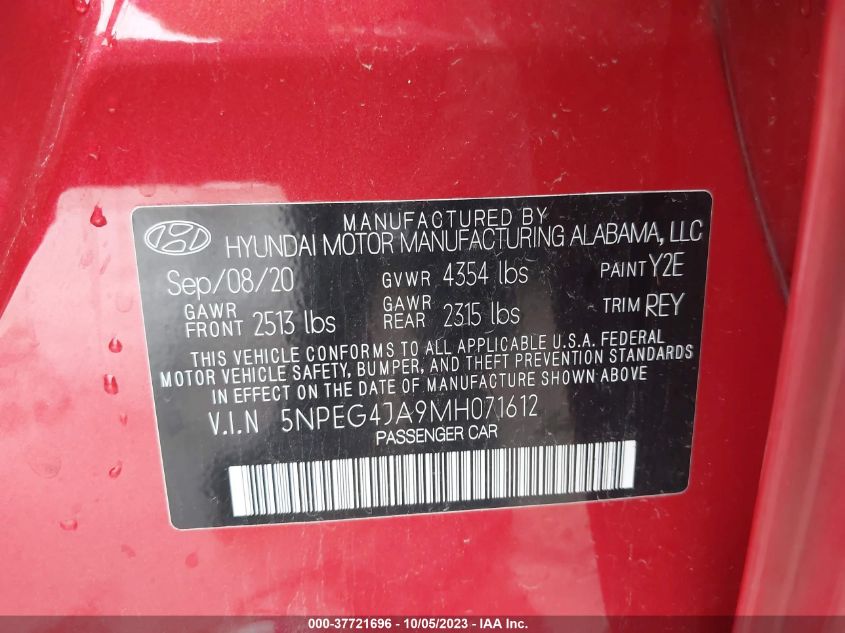 MANUFACTURED BY
HYUNDAI MOTOR MANUFACTURING ALABAMA, LLC
Sep/08/20 GVWR 4354 lbs PAINT Y2E
GAWR FRONT 2513 lbs GAWR REAR 2315 lbs TRIM REY
THIS VEHICLE CONFORMS TO ALL APPLICABLE U.S.A. FEDERAL
MOTOR VEHICLE SAFETY, BUMPER, AND THEFT PREVENTION STANDARDS
IN EFFECT ON THE DATE OF MANUFACTURE SHOWN ABOVE
V.I.N 5NPEG4JA9MH071612
PASSENGER CAR
000-37721696 - 10/05/2023 - IAA Inc.